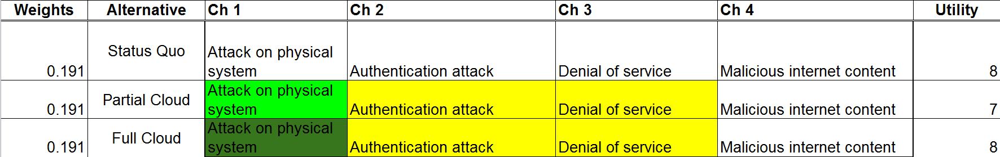 Weights Alternative Ch 1 Ch 2 Ch 3 Ch 4 Utility
Status Quo
Attack on physical
0.191 system Authentication attack Denial of service Malicious internet content 8
Attack on physical
Partial Cloud
0.191 system Authentication attack Denial of service Malicious internet content 7
Attack on physical
Full Cloud
0.191 system Authentication attack Denial of service Malicious internet content 8